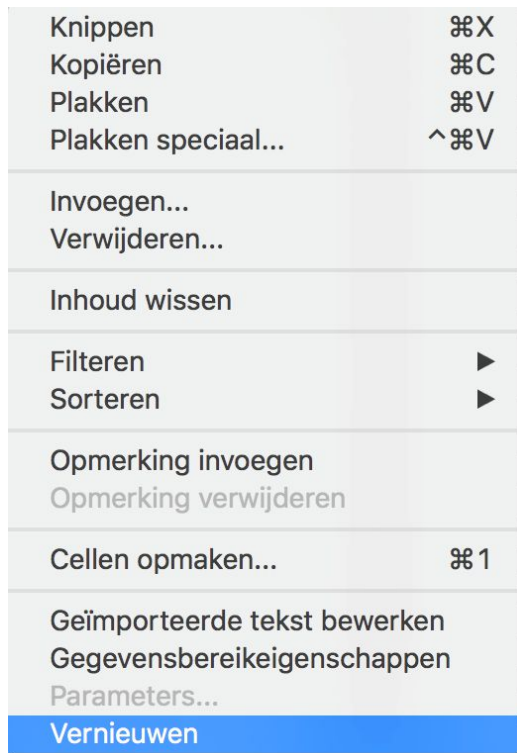 Knippen ⌘X
Kopiëren ⌘C
Plakken ⌘V
Plakken speciaal... ^⌘V
Invoegen...
Verwijderen...
Inhoud wissen
Filteren ▶
Sorteren ▶
Opmerking invoegen
Opmerking verwijderen
Cellen opmaken... ⌘1
Geïmporteerde tekst bewerken
Gegevensbereikeigenschappen
Parameters...
Vernieuwen